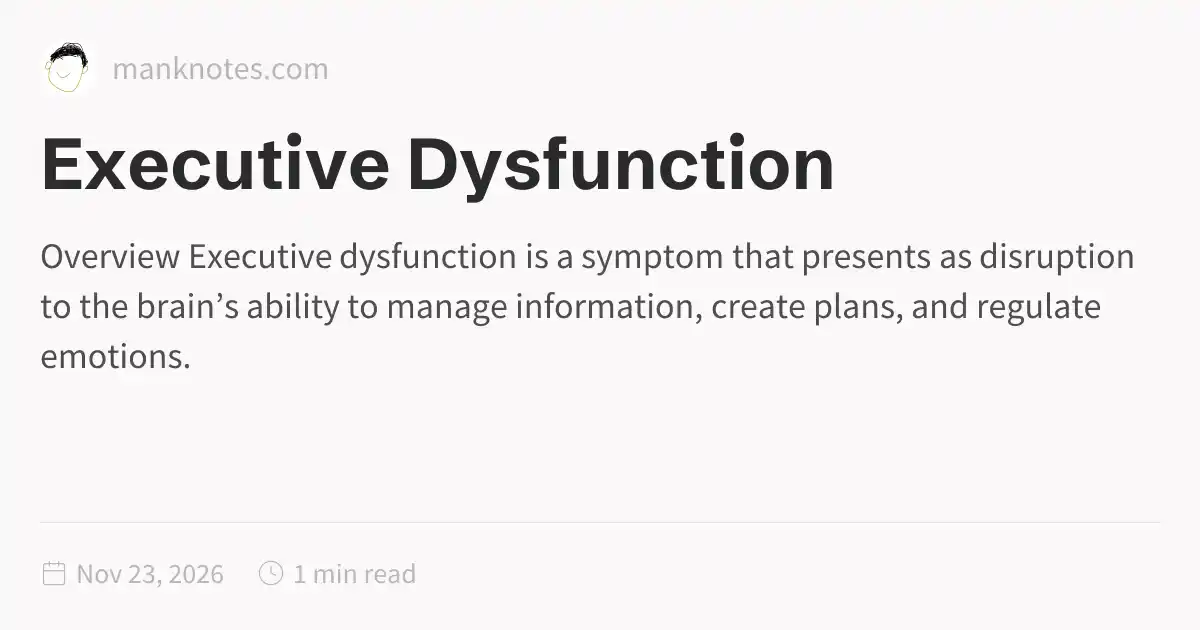 manknotes.com
Executive Dysfunction
Overview Executive dysfunction is a symptom that presents as disruption
to the brain’s ability to manage information, create plans, and regulate
emotions.
Nov 23, 2026
1 min read